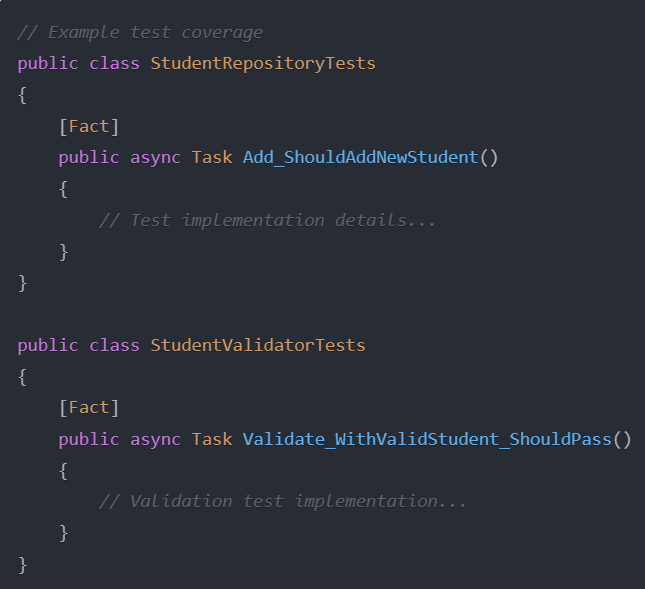 // Example test coverage
public class StudentRepositoryTests
{
    [Fact]
    public async Task Add_ShouldAddNewStudent()
    {
        // Test implementation details...
    }
}

public class StudentValidatorTests
{
    [Fact]
    public async Task Validate_WithValidStudent_ShouldPass()
    {
        // Validation test implementation...
    }
}